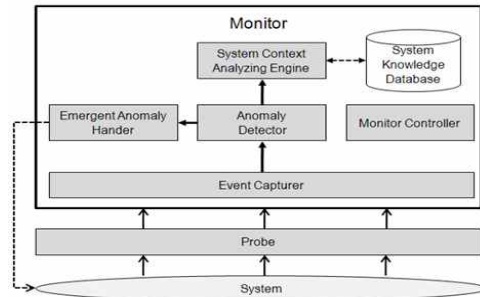 Monitor
System Context
Analyzing Engine
System
Knowledge
Database
Emergent Anomaly
Hander
Anomaly
Detector
Monitor Controller
Event Capturer
Probe
System